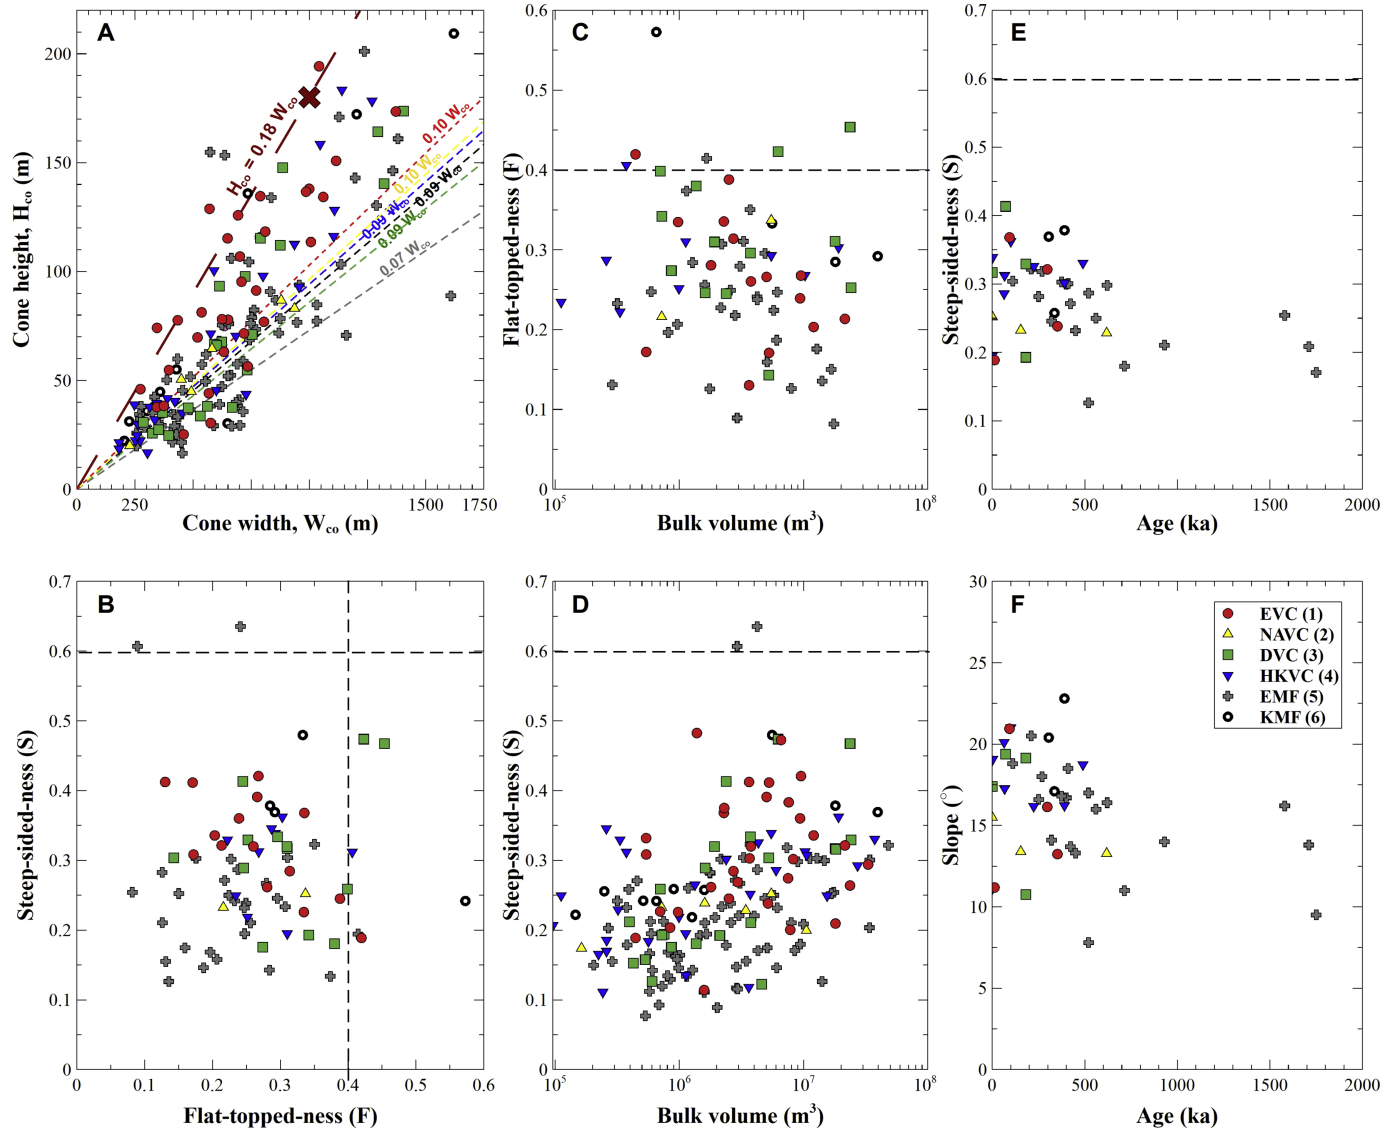 A
Cone height, Hco (m)
200
150
100
50
0
0
250
1500
1750
Cone width, Wco (m)
Hco = 0.18 Wco
0.10 Wco
0.10 Wco
0.09 Wco
0.09 Wco
0.09 Wco
0.07 Wco
C
Flat-topped-ness (F)
0.6
0.5
0.4
0.3
0.2
0.1
0
10^5
10^6
10^7
10^8
Bulk volume (m^3)
E
Steep-sided-ness (S)
0.7
0.6
0.5
0.4
0.3
0.2
0.1
0
0
500
1000
1500
2000
Age (ka)
B
Steep-sided-ness (S)
0.7
0.6
0.5
0.4
0.3
0.2
0.1
0
0
0.1
0.2
0.3
0.4
0.5
0.6
Flat-topped-ness (F)
D
Steep-sided-ness (S)
0.7
0.6
0.5
0.4
0.3
0.2
0.1
0
10^5
10^6
10^7
10^8
Bulk volume (m^3)
F
Slope (°)
30
25
20
15
10
5
0
0
500
1000
1500
2000
Age (ka)
EVC (1)
NAVC (2)
DVC (3)
HKVC (4)
EMF (5)
KMF (6)